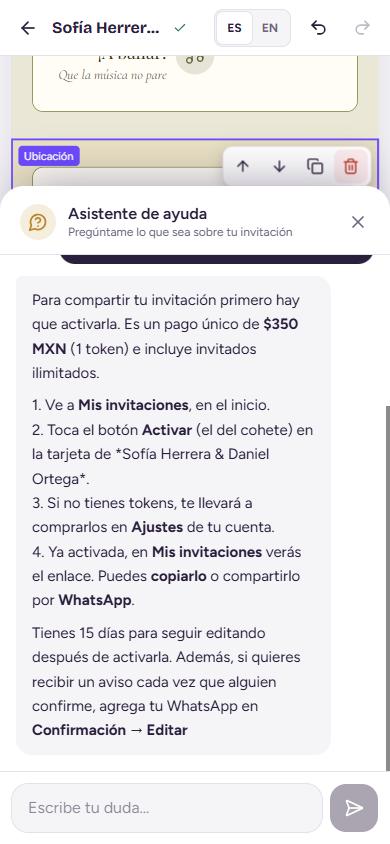 Sofía Herrer...
ES
EN
¡A bailar!
Que la música no pare
Ubicación
Asistente de ayuda
Pregúntame lo que sea sobre tu invitación
Para compartir tu invitación primero hay
que activarla. Es un pago único de $350
MXN (1 token) e incluye invitados
ilimitados.
1. Ve a Mis invitaciones, en el inicio.
2. Toca el botón Activar (el del cohete) en
la tarjeta de *Sofía Herrera & Daniel
Ortega*.
3. Si no tienes tokens, te llevará a
comprarlos en Ajustes de tu cuenta.
4. Ya activada, en Mis invitaciones verás
el enlace. Puedes copiarlo o compartirlo
por WhatsApp.
Tienes 15 días para seguir editando
después de activarla. Además, si quieres
recibir un aviso cada vez que alguien
confirme, agrega tu WhatsApp en
Confirmación → Editar
Escribe tu duda...